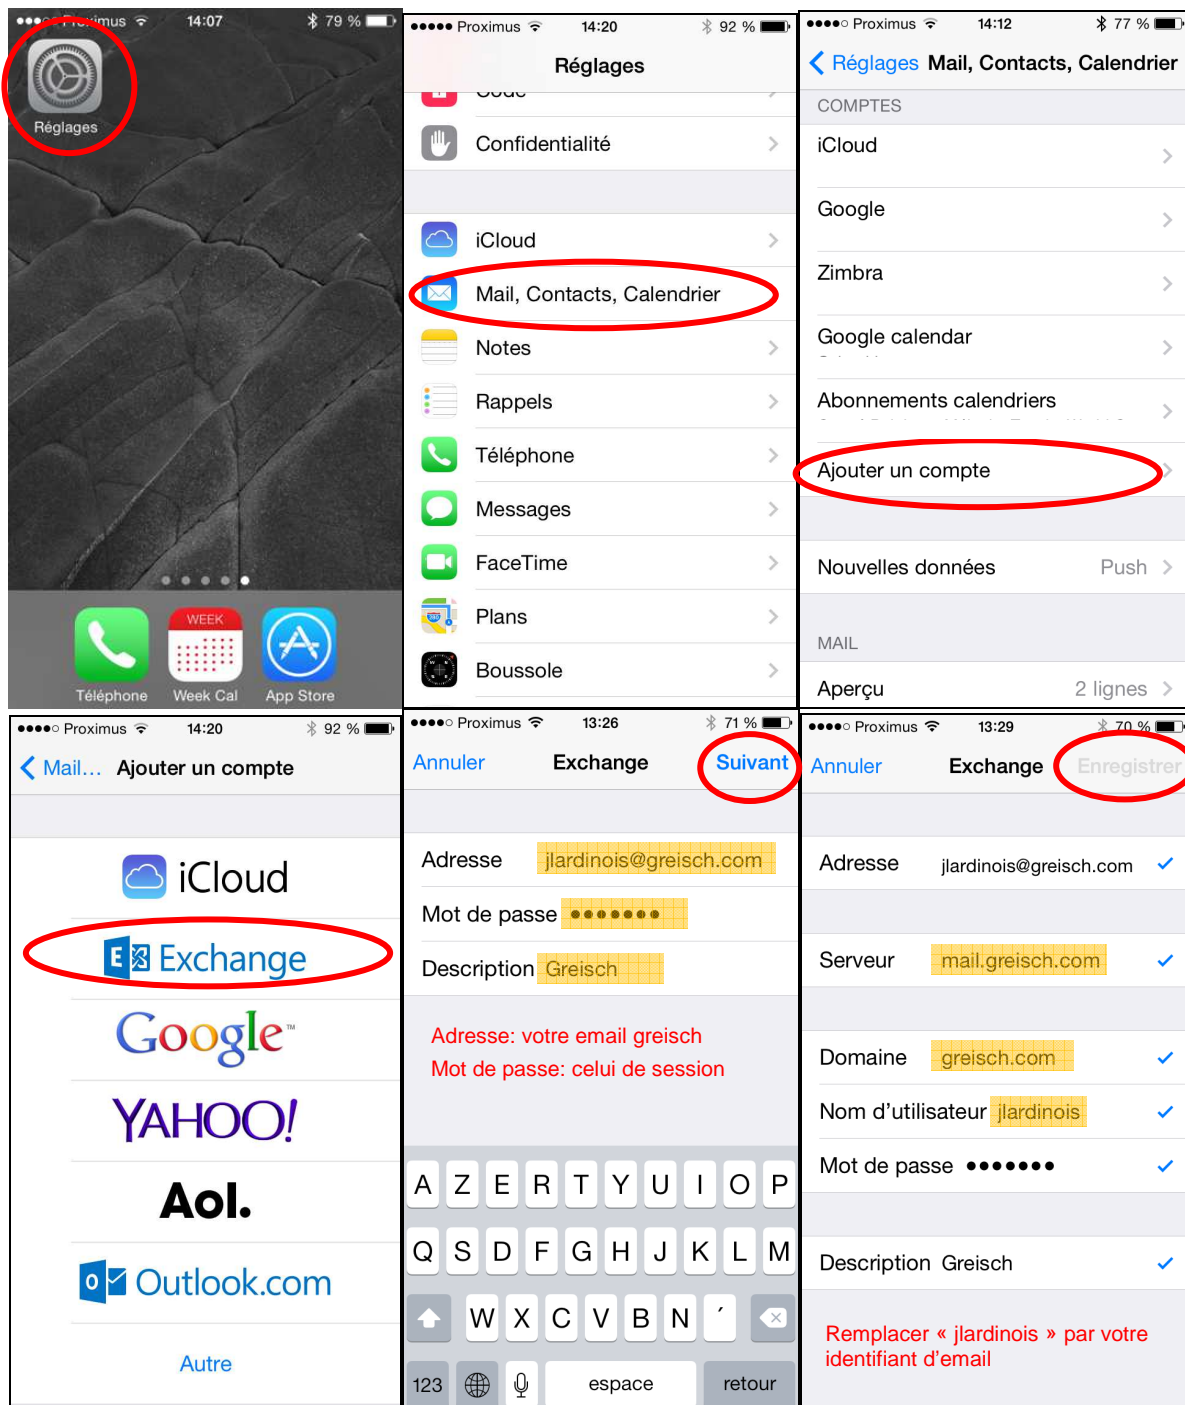 Proximus 14:07 79 %
Réglages
WEEK
Téléphone Week Cal App Store
Proximus 14:20 92 %
Réglages
Code
Confidentialité
iCloud
Mail, Contacts, Calendrier
Notes
Rappels
Téléphone
Messages
FaceTime
Plans
Boussole
Proximus 14:12 77 %
Réglages Mail, Contacts, Calendrier
COMPTES
iCloud
Google
Zimbra
Google calendar
Abonnements calendriers
Ajouter un compte
Nouvelles données Push
MAIL
Aperçu 2 lignes
Proximus 14:20 92 %
Mail... Ajouter un compte
iCloud
E Exchange
Google™
YAHOO!
Aol.
o Outlook.com
Autre
Proximus 13:26 71 %
Annuler Exchange Suivant
Adresse jlardinois@greisch.com
Mot de passe •••••••
Description Greisch
Adresse: votre email greisch
Mot de passe: celui de session
A Z E R T Y U I O P
Q S D F G H J K L M
W X C V B N ´
123 espace retour
Proximus 13:29 70 %
Annuler Exchange Enregistrer
Adresse jlardinois@greisch.com
Serveur mail.greisch.com
Domaine greisch.com
Nom d’utilisateur jlardinois
Mot de passe •••••••
Description Greisch
Remplacer « jlardinois » par votre
identifiant d’email